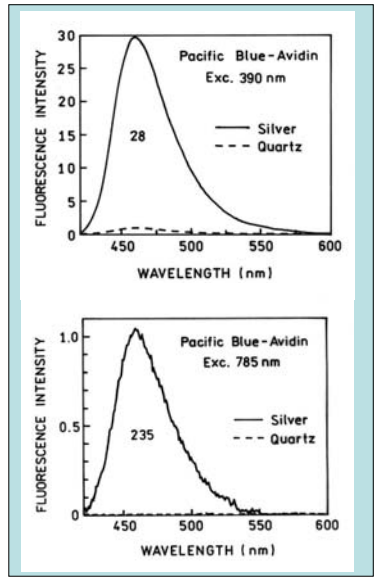 30
Pacific Blue-Avidin
Exc. 390 nm
25
20
15
28
Silver
Quartz
10
5
0
450
500
550
600
WAVELENGTH (nm)
FLUORESCENCE INTENSITY
1.0
Pacific Blue-Avidin
Exc. 785 nm
Silver
0.5
235
Quartz
0
450
500
550
600
WAVELENGTH (nm)
FLUORESCENCE INTENSITY